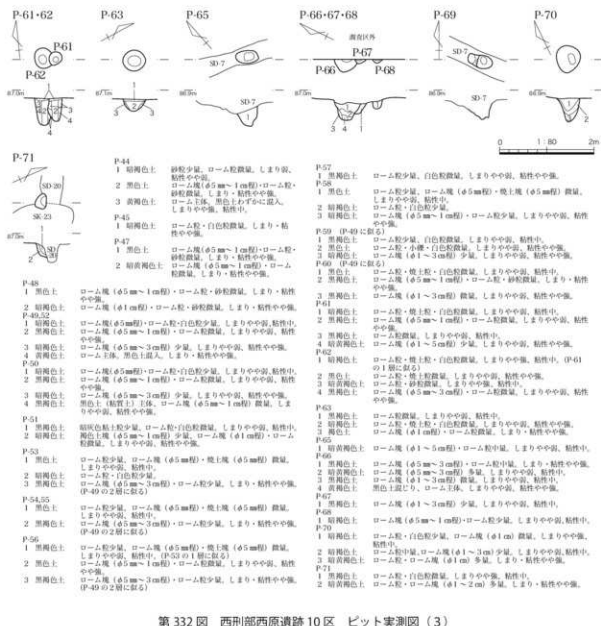 P-61・62
P-63
P-65
P-66・67・68
P-69
P-70
P-61
P-62
SD-7
調査区外
P-67
P-66
P-68
SD-7
SD-7
SD-7
0 1:80 2m
P-71
SD-20
SK-23
SD-20
P-44
1 暗褐色土 砂粒少量、ローム粒微量。しまり弱、
粘性やや弱。
2 黒色土 ローム塊(φ5㎜~1㎝程)・ローム粒・
砂粒微量。しまり・粘性やや弱。
3 黄褐色土 ローム主体、黒色土わずかに混入。
しまりやや強、粘性中。
P-45
1 暗褐色土 ローム粒・白色粒微量。しまり・粘
性やや強。
P-47
1 黒色土 ローム塊(φ5㎜~1㎝程)・ローム粒・
砂粒微量。しまり・粘性やや強。
2 暗黄褐色土 ローム塊(φ5㎜~1㎝程)・ローム
粒微量。しまり・粘性やや強。
P-48
1 黒色土 ローム塊(φ5㎜~1㎝程)・ローム粒・砂粒微量。しまり・粘性
やや強。
2 暗褐色土 ローム塊(φ1㎝程)・ローム粒・砂粒微量。しまり・粘性やや強。
P-49,52
1 暗褐色土 ローム塊(φ5㎜程)・ローム粒・白色粒少量。しまりやや弱、粘性中。
2 黒褐色土 ローム塊(φ5㎜~1㎝程)・ローム粒微量。しまりやや弱、粘性
やや強。
3 暗褐色土 ローム塊(φ5㎜~3㎝程)少量。しまりやや弱、粘性やや強。
4 黄褐色土 ローム主体、黒色土混入。しまり・粘性やや強。
P-50
1 暗褐色土 ローム塊(φ5㎜程)・ローム粒・白色粒少量。しまりやや弱、粘性中。
2 黒褐色土 ローム塊(φ5㎜~1㎝程)・ローム粒微量。しまりやや弱、粘性
やや強。
3 暗褐色土 ローム塊(φ5㎜~3㎝程)少量。しまりやや弱、粘性やや強。
4 黒褐色土 黒色土(粘質土)主体、ローム塊(φ5㎜~1㎝程)微量。しま
りやや弱、粘性やや強。
P-51
1 黒褐色土 暗灰色粘土粒少量、ローム粒・白色粒微量。しまりやや弱、粘性中。
2 暗褐色土 褐色土塊(φ5㎜~1㎝程)少量、ローム塊(φ1㎝程)・ローム
粒微量。しまりやや弱、粘性やや強。
P-53
1 黒色土 ローム粒少量、ローム塊(φ5㎜程)・焼土塊(φ5㎜程)微量。
しまりやや弱、粘性中。
2 暗褐色土 ローム粒・白色粒少量。
3 黒褐色土 ローム塊(φ5㎜~3㎝程)・ローム粒少量。しまり・粘性やや強。
(P-49の2層に似る)
P-54,55
1 黒色土 ローム粒少量、ローム塊(φ5㎜程)・焼土塊(φ5㎜程)微量。
しまりやや弱、粘性中。
2 黒褐色土 ローム塊(φ5㎜~3㎝程)・ローム粒少量。しまり・粘性やや強。
(P-49の2層に似る)
P-56
1 黒褐色土 ローム粒少量、ローム塊(φ5㎜程)・焼土塊(φ5㎜程)微量。
しまりやや弱、粘性中。(P-53の1層に似る)
2 黒色土 ローム塊(φ5㎜~1㎝程)・ローム粒微量。しまりやや弱、粘性
やや強。
3 黒褐色土 ローム塊(φ5㎜~3㎝程)・ローム粒少量。しまり・粘性やや強。
(P-49の2層に似る)
P-57
1 黒褐色土 ローム粒少量、白色粒微量。しまりやや弱、粘性やや強。
P-58
1 黒色土 ローム粒少量、ローム塊(φ5㎜程)・焼土塊(φ5㎜程)微量。
しまりやや弱、粘性中。
2 暗褐色土 ローム粒・白色粒少量。
3 暗褐色土 ローム塊(φ5㎜~1㎝程)・ローム粒少量。しまりやや弱、粘性
やや強。
P-59 (P-49に似る)
1 黒褐色土 ローム粒少量、白色粒微量。しまりやや弱、粘性中。
2 黒色土 ローム粒・小礫・白色粒少量。しまりやや弱、粘性やや強。
3 暗褐色土 ローム塊(φ1~3㎝程)少量。しまりやや弱、粘性やや強。
P-60 (P-49に似る)
1 黒色土 ローム粒・焼土粒・白色粒少量。しまりやや弱、粘性中。
2 暗褐色土 ローム塊(φ5㎜~1㎝程)・ローム粒・砂粒微量。しまり・粘性
やや強。
3 黒褐色土 ローム塊(φ1~3㎝程)微量。しまりやや弱、粘性やや強。
P-61
1 暗褐色土 ローム粒・焼土粒・白色粒微量。しまりやや強、粘性中。
2 黒褐色土 ローム塊(φ5㎜~1㎝程)・ローム粒微量。しまりやや弱、粘性
やや強。
3 黒褐色土 ローム粒微量。しまりやや弱、粘性中。
4 暗黄褐色土 ローム塊(φ1~5㎝程)少量。しまりやや弱、粘性やや強。
P-62
1 暗褐色土 ローム粒・焼土粒・白色粒微量。しまりやや強、粘性中。(P-61
の1層に似る)
2 黒色土 ローム粒・焼土粒微量。しまりやや弱、粘性やや強。
3 暗黄褐色土 ローム粒・砂粒微量。しまりやや弱、粘性やや強。
4 黒褐色土 ローム塊(φ5㎜~3㎝程)少量。しまりやや弱、粘性やや強。
P-63
1 黒褐色土 ローム粒微量。しまりやや弱、粘性中。
2 暗褐色土 ローム粒・焼土粒・白色粒微量。しまりやや強、粘性中。
3 褐色土 ローム塊(φ1㎝程)・ローム粒微量。しまり・粘性やや強。
P-65
1 暗黄褐色土 ローム塊(φ1~5㎝程)・ローム粒中量。しまりやや弱、粘性中。
P-66
1 黒褐色土 ローム塊(φ5㎜~3㎝程)・ローム粒中量。しまり・粘性やや弱。
2 暗黄褐色土 ローム塊(φ5㎜~3㎝程)多量。しまりやや弱、粘性中。
3 暗褐色土 ローム塊(φ1~3㎝程)微量。しまりやや弱、粘性中。
4 黄褐色土 黒色土混じり、ローム主体。しまりやや弱、粘性やや強。
P-67
1 黒褐色土 ローム塊(φ1~3㎝程)少量。しまりやや弱、粘性中。
P-68
1 暗褐色土 ローム塊(φ5㎜~1㎝程)・ローム粒少量。しまりやや弱、粘性中。
P-70
1 暗褐色土 ローム粒・白色粒少量、ローム塊(φ1㎝)微量。しまりやや強、
粘性中。
2 暗褐色土 ローム粒中量、ローム塊(φ1~3㎝)少量。しまりやや強、粘性中。
3 暗黄褐色土 ローム粒・ローム塊(φ1㎝)多量。しまり・粘性やや強。
P-71
1 黒褐色土 ローム粒・白色粒微量。しまりやや強、粘性中。
2 暗黄褐色土 ローム塊(φ1~2㎝)多量。しまり・粘性やや強。
第332図 西刑部西原遺跡10区 ピット実測図(3)